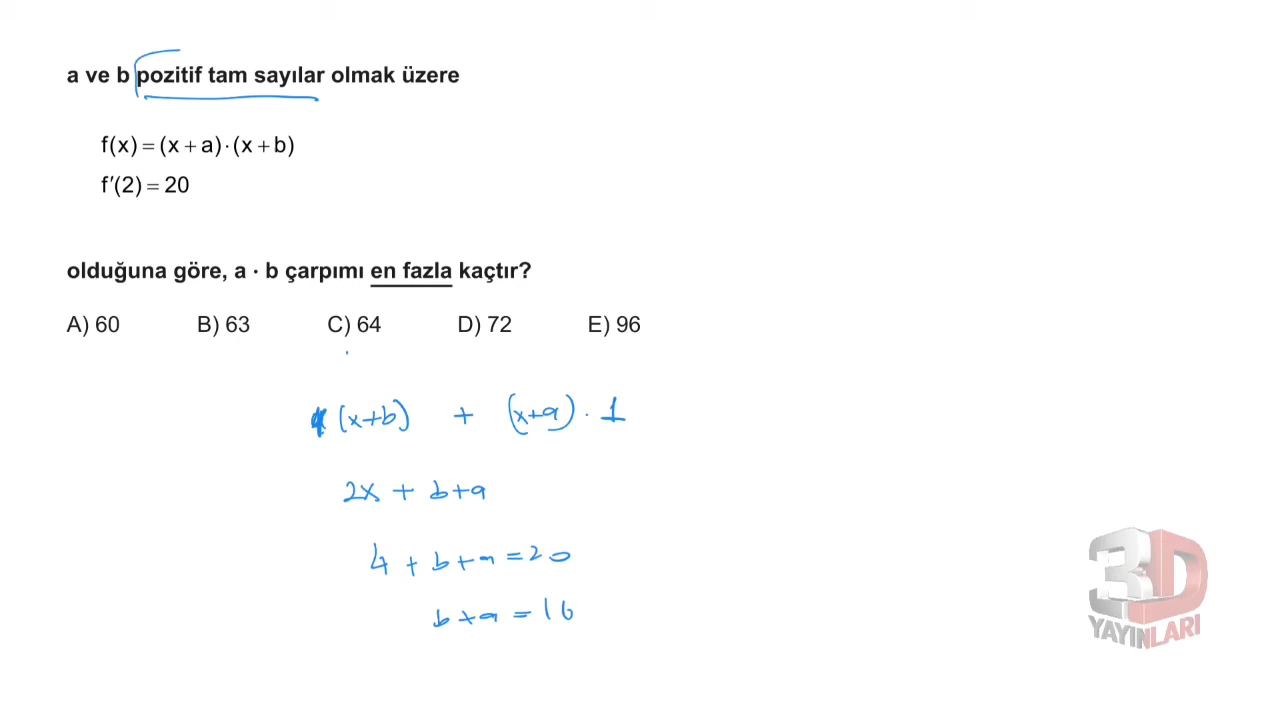 a ve b pozitif tam sayılar olmak üzere
f(x) = (x + a) · (x + b)
f'(2) = 20
olduğuna göre, a · b çarpımı en fazla kaçtır?
A) 60 B) 63 C) 64 D) 72 E) 96
(x+b) + (x+a) · 1
2x + b+a
4 + b+a = 20
b+a = 16
3D
YAYINLARI